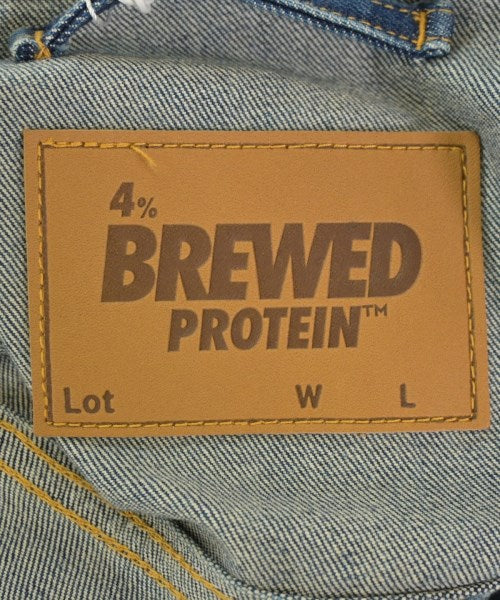 4%
BREWED
PROTEIN™
Lot W L